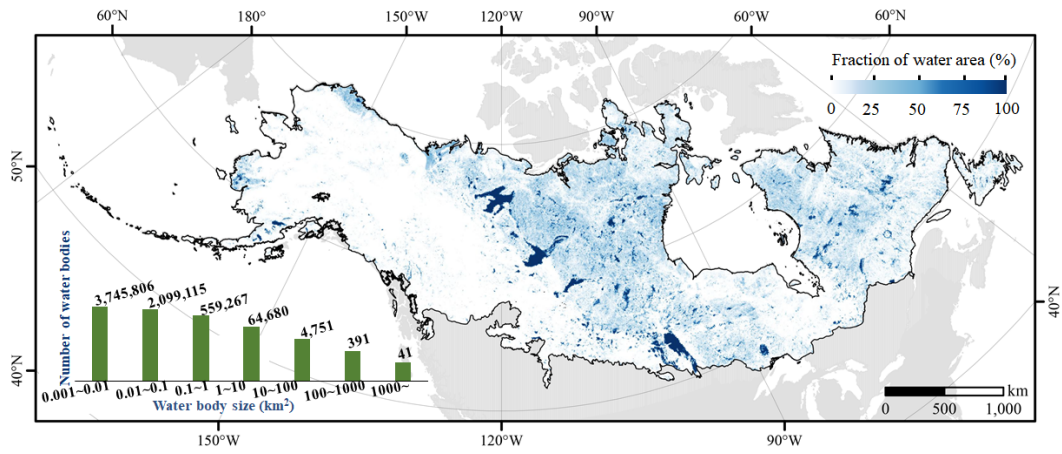 60°N 180° 150°W 120°W 90°W 60°W 60°N
Fraction of water area (%)
0 25 50 75 100
50°N
40°N
40°N
Number of water bodies
3,745,806
2,099,115
559,267
64,680
4,751
391
41
0.001~0.01
0.01~0.1
0.1~1
1~10
10~100
100~1000
1000~
Water body size (km²)
km
0 500 1,000
150°W 120°W 90°W